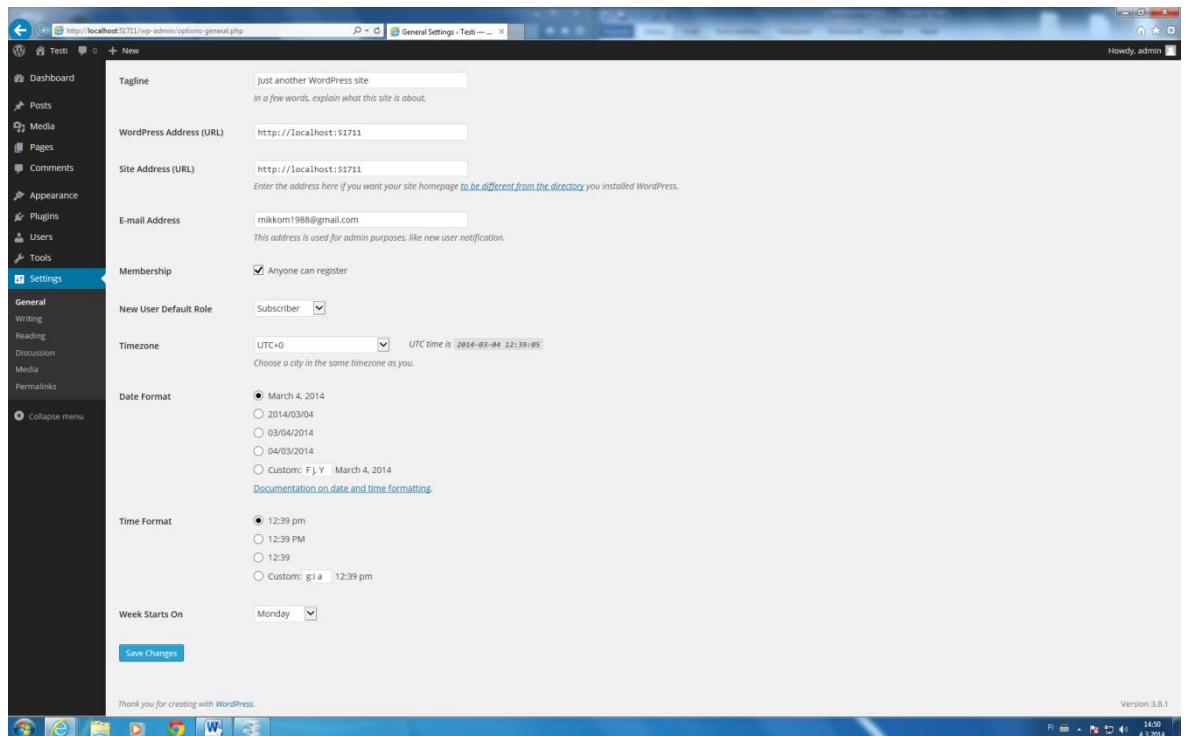 http://localhost:51711/wp-admin/options-general.php
General Settings ‹ Testi — ...
Testi 0 + New
Howdy, admin
Dashboard
Posts
Media
Pages
Comments
Appearance
Plugins
Users
Tools
Settings
General
Writing
Reading
Discussion
Media
Permalinks
Collapse menu
Tagline
Just another WordPress site
In a few words, explain what this site is about.
WordPress Address (URL)
http://localhost:51711
Site Address (URL)
http://localhost:51711
Enter the address here if you want your site homepage to be different from the directory you installed WordPress.
E-mail Address
mikkom1988@gmail.com
This address is used for admin purposes, like new user notification.
Membership
Anyone can register
New User Default Role
Subscriber
Timezone
UTC+0
UTC time is 2014-03-04 12:39:05
Choose a city in the same timezone as you.
Date Format
March 4, 2014
2014/03/04
03/04/2014
04/03/2014
Custom: F j, Y March 4, 2014
Documentation on date and time formatting.
Time Format
12:39 pm
12:39 PM
12:39
Custom: g:i a 12:39 pm
Week Starts On
Monday
Save Changes
Thank you for creating with WordPress.
Version 3.8.1
FI
14:50
4.3.2014